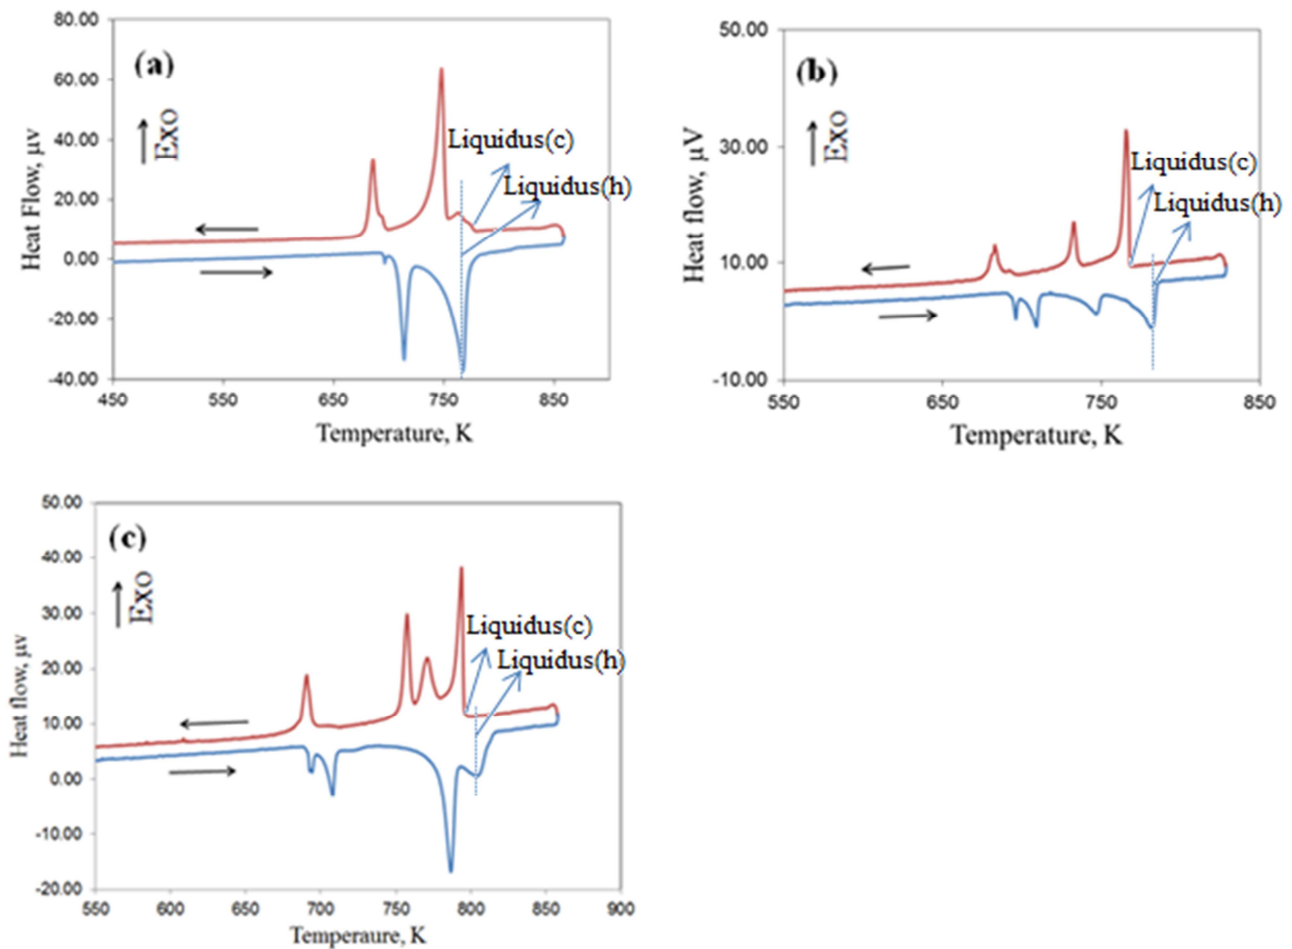 80.00
60.00
40.00
20.00
0.00
-20.00
-40.00
Heat Flow, μv
(a)
Exo
Liquidus(c)
Liquidus(h)
450
550
650
750
850
Temperature, K
50.00
30.00
10.00
-10.00
Heat flow, μV
(b)
Exo
Liquidus(c)
Liquidus(h)
550
650
750
850
Temperature, K
50.00
40.00
30.00
20.00
10.00
0.00
-10.00
-20.00
Heat flow, μv
(c)
Exo
Liquidus(c)
Liquidus(h)
550
600
650
700
750
800
850
900
Temperaure, K